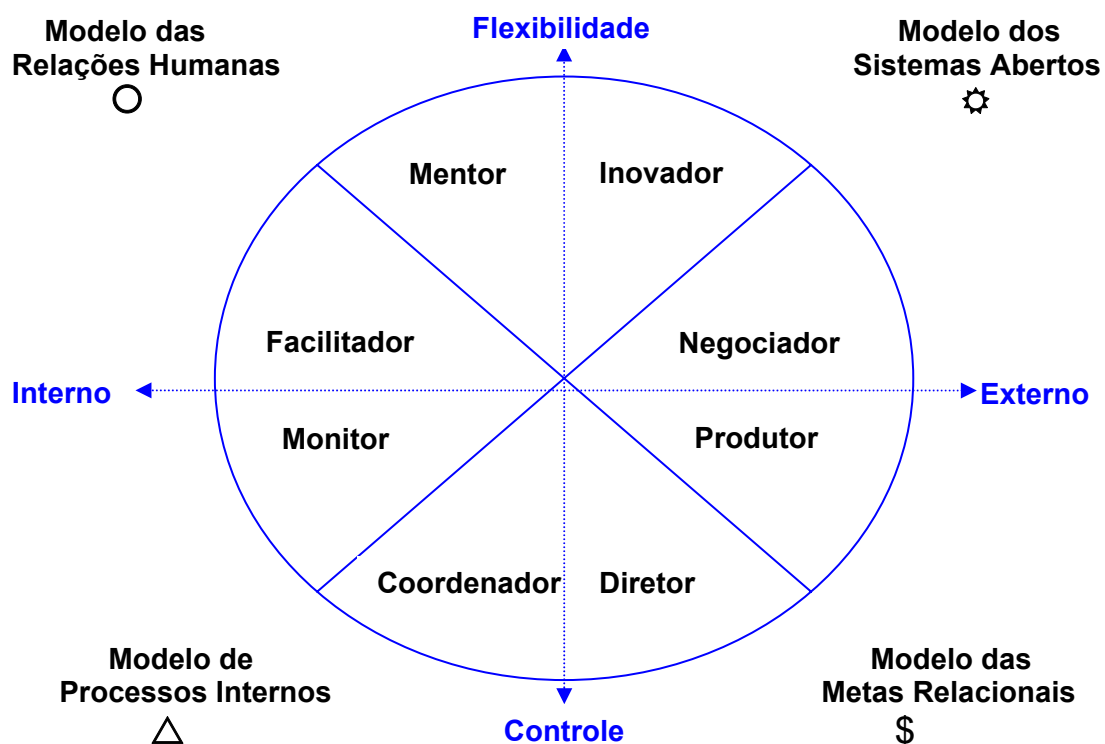 Modelo das
Relações Humanas
Flexibilidade
Modelo dos
Sistemas Abertos
Mentor
Inovador
Facilitador
Negociador
Interno
Externo
Monitor
Produtor
Coordenador
Diretor
Modelo de
Processos Internos
Controle
Modelo das
Metas Relacionais
$